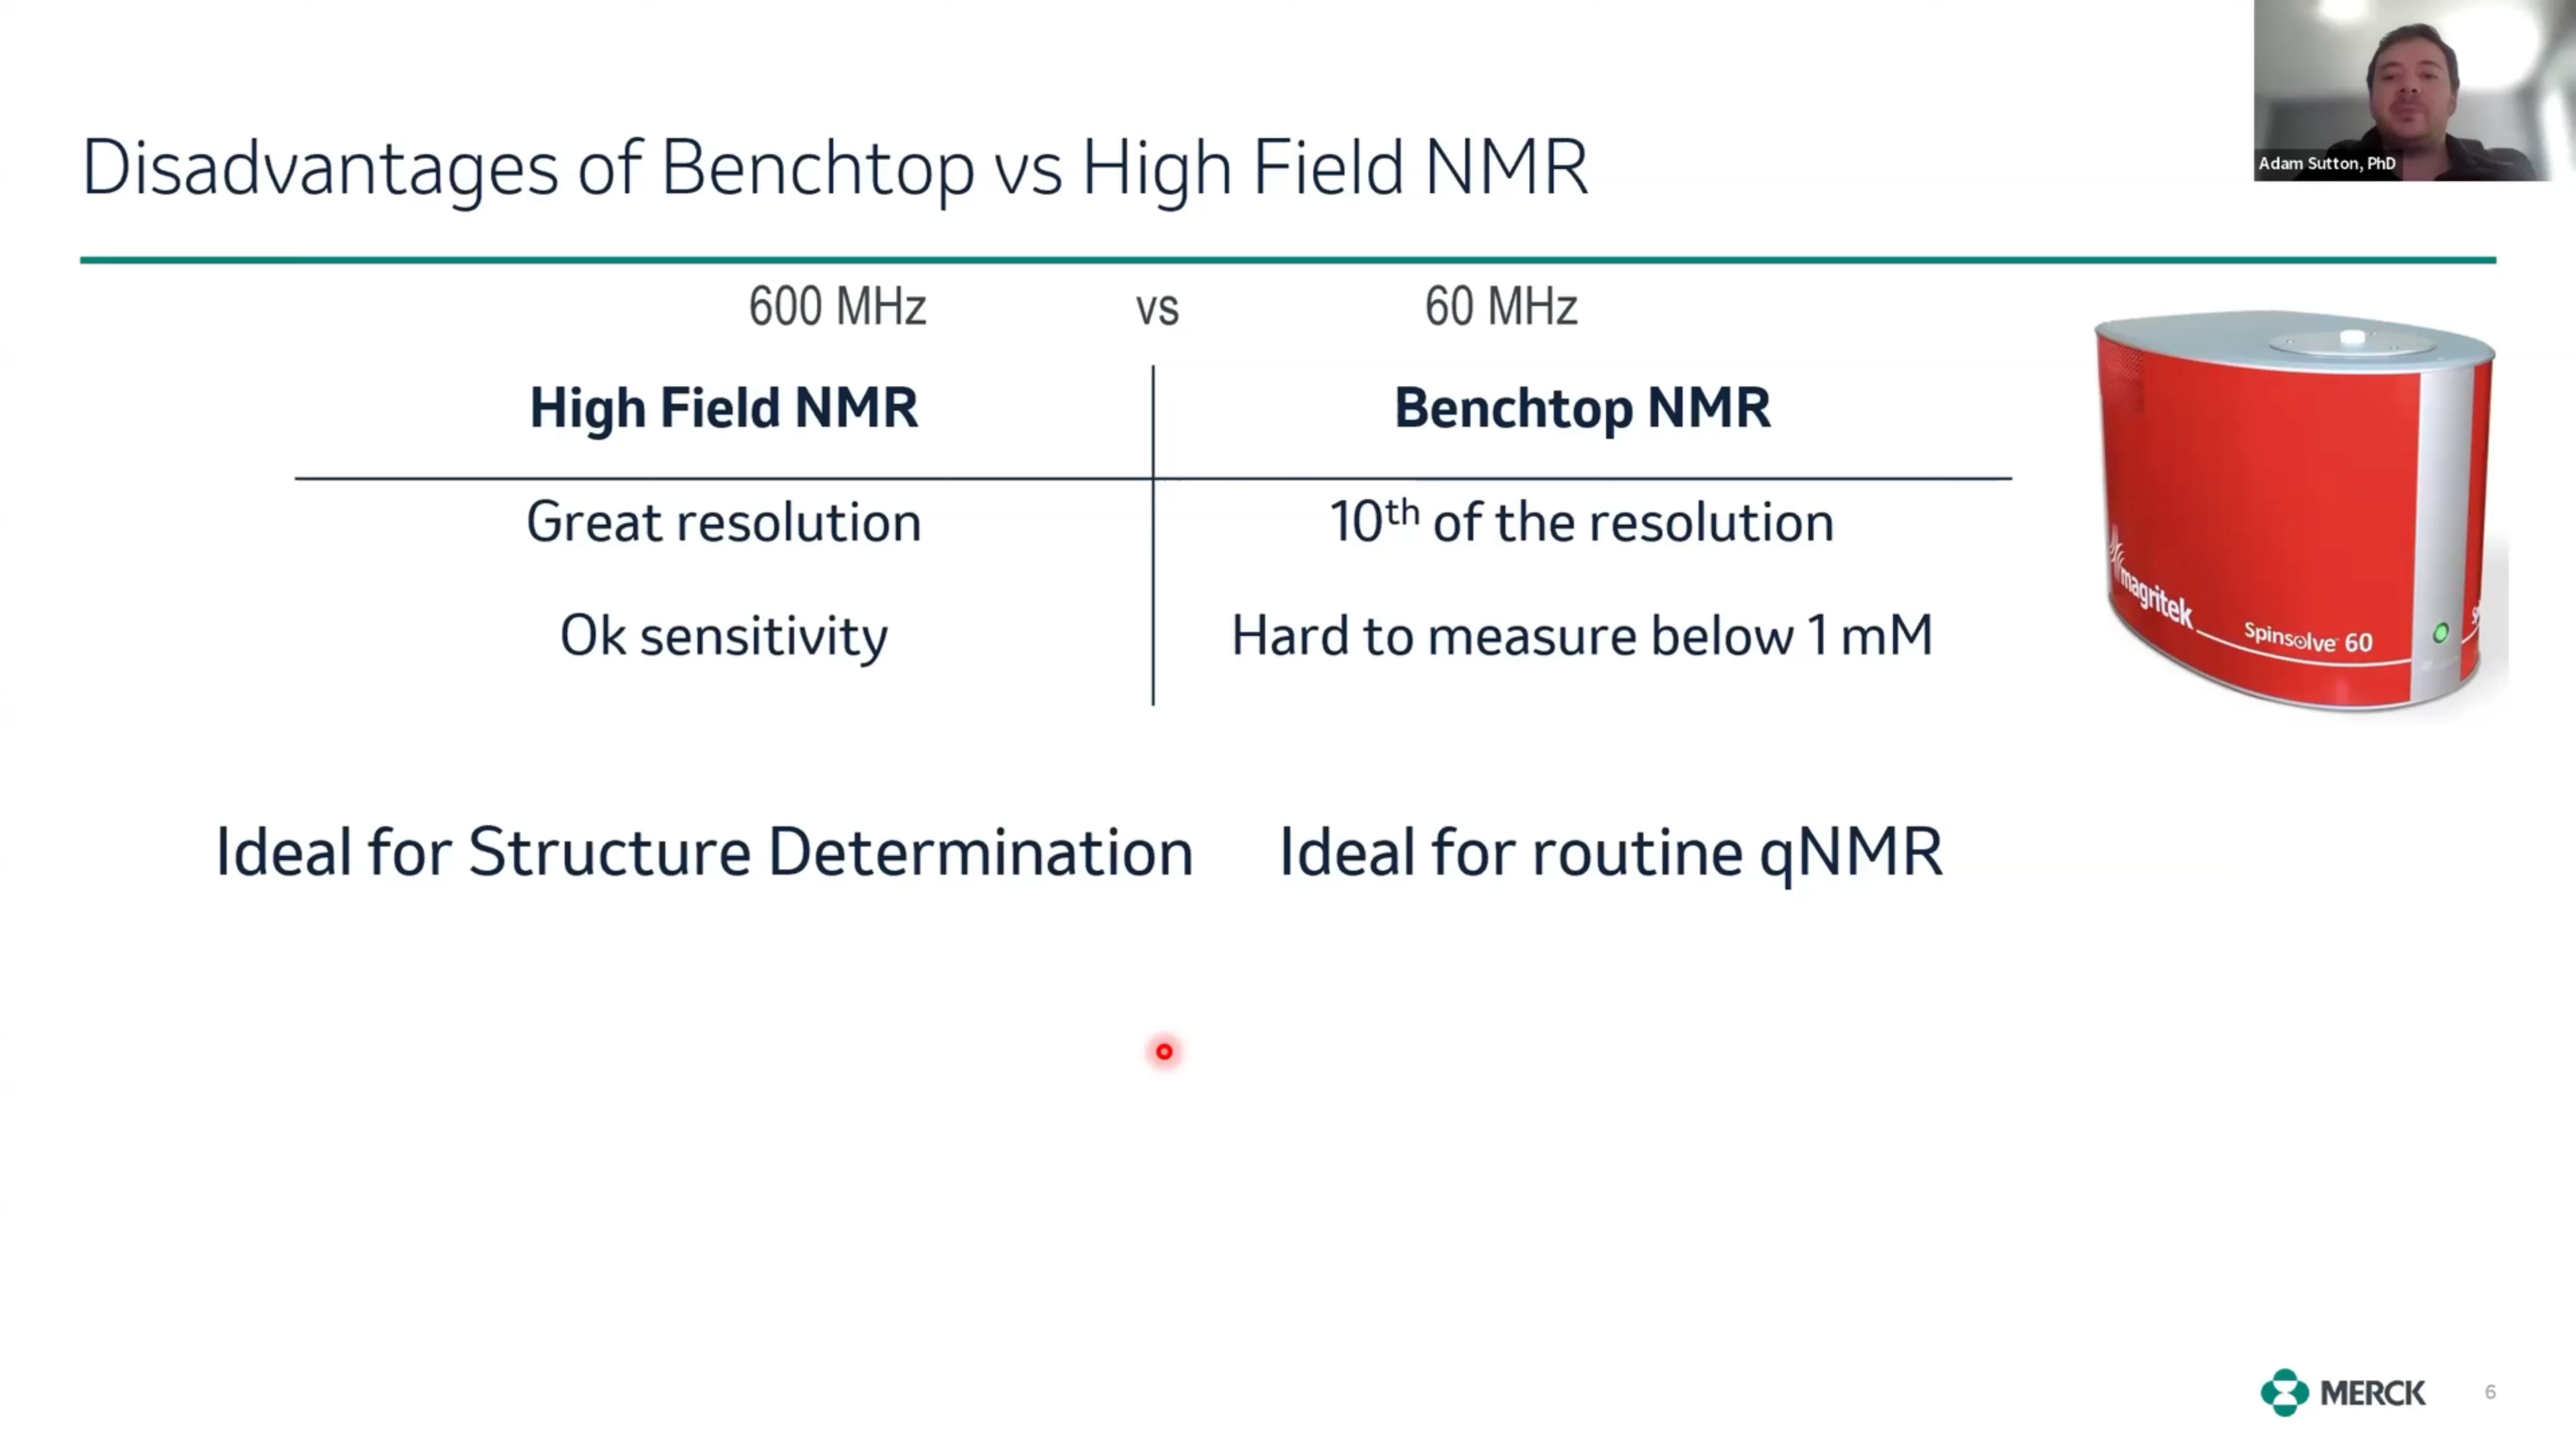 Adam Sutton, PhD
Disadvantages of Benchtop vs High Field NMR
600 MHz vs 60 MHz
High Field NMR Benchtop NMR
Great resolution 10th of the resolution
Ok sensitivity Hard to measure below 1 mM
magritek
Spinsolve 60
Ideal for Structure Determination Ideal for routine qNMR
MERCK 6